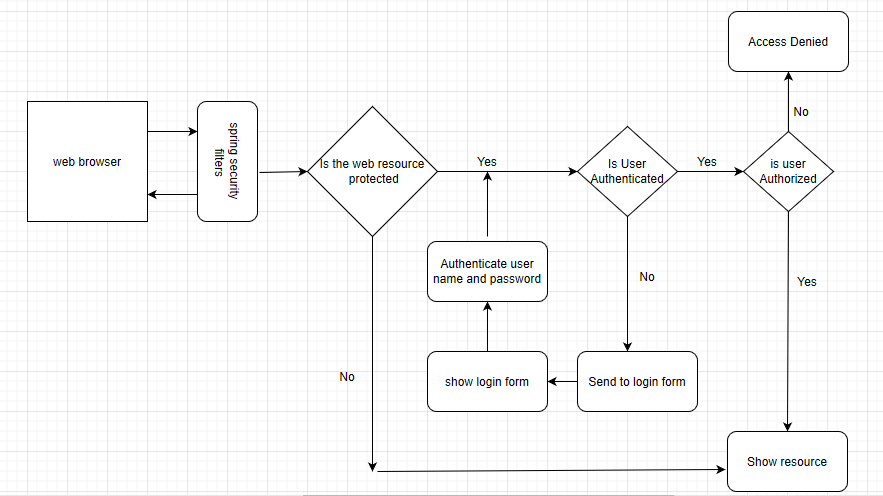 Access Denied
No
web browser
spring security
filters
Is the web resource
protected
Yes
Is User
Authenticated
Yes
is user
Authorized
Authenticate user
name and password
No
Yes
No
show login form
Send to login form
Show resource